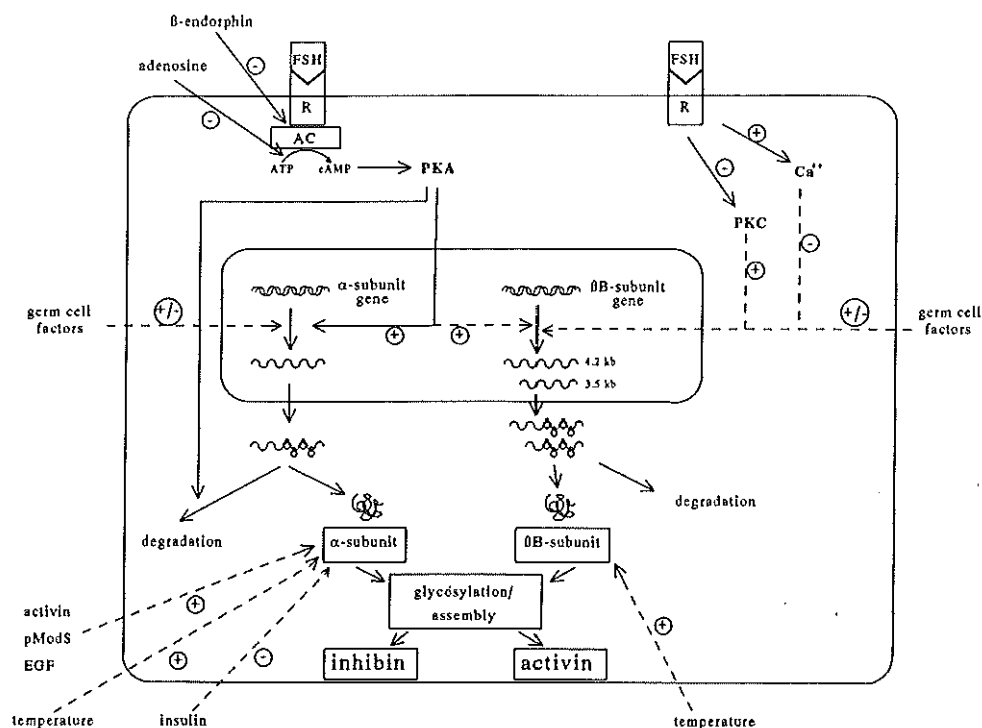 ß-endorphin
adenosine
FSH
R
AC
ATP
cAMP
PKA
-
-
FSH
R
+
-
Ca++
PKC
-
+
α-subunit
gene
ßB-subunit
gene
+/-
germ cell
factors
+
+
+/-
germ cell
factors
4.2 kb
3.5 kb
degradation
degradation
α-subunit
ßB-subunit
glycosylation/
assembly
inhibin
activin
activin
pModS
EGF
+
+
-
+
temperature
insulin
temperature